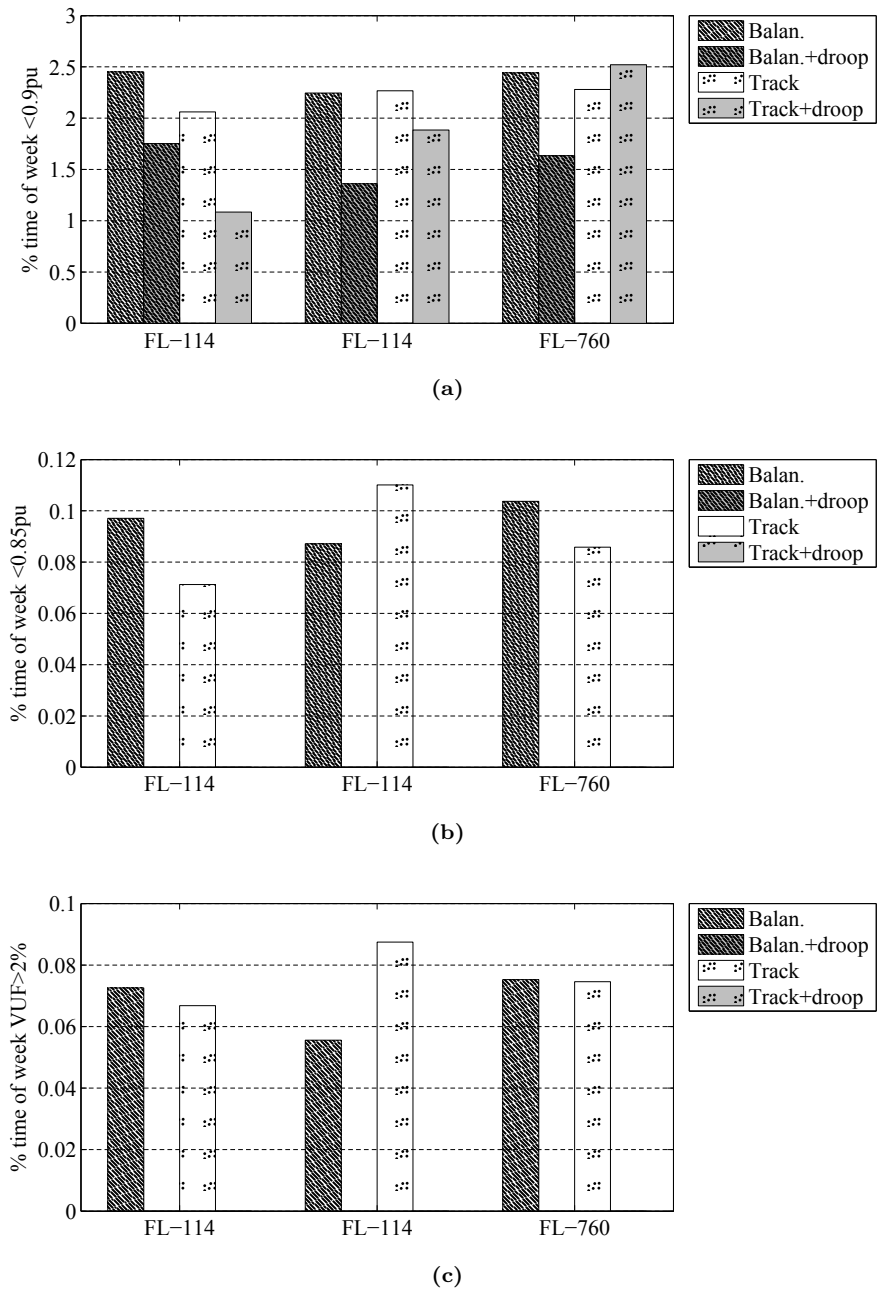 % time of week <0.9pu
3
2.5
2
1.5
1
0.5
0
FL−114
FL−114
FL−760
Balan.
Balan.+droop
Track
Track+droop
(a)
% time of week <0.85pu
0.12
0.1
0.08
0.06
0.04
0.02
0
FL−114
FL−114
FL−760
Balan.
Balan.+droop
Track
Track+droop
(b)
% time of week VUF>2%
0.1
0.08
0.06
0.04
0.02
0
FL−114
FL−114
FL−760
Balan.
Balan.+droop
Track
Track+droop
(c)